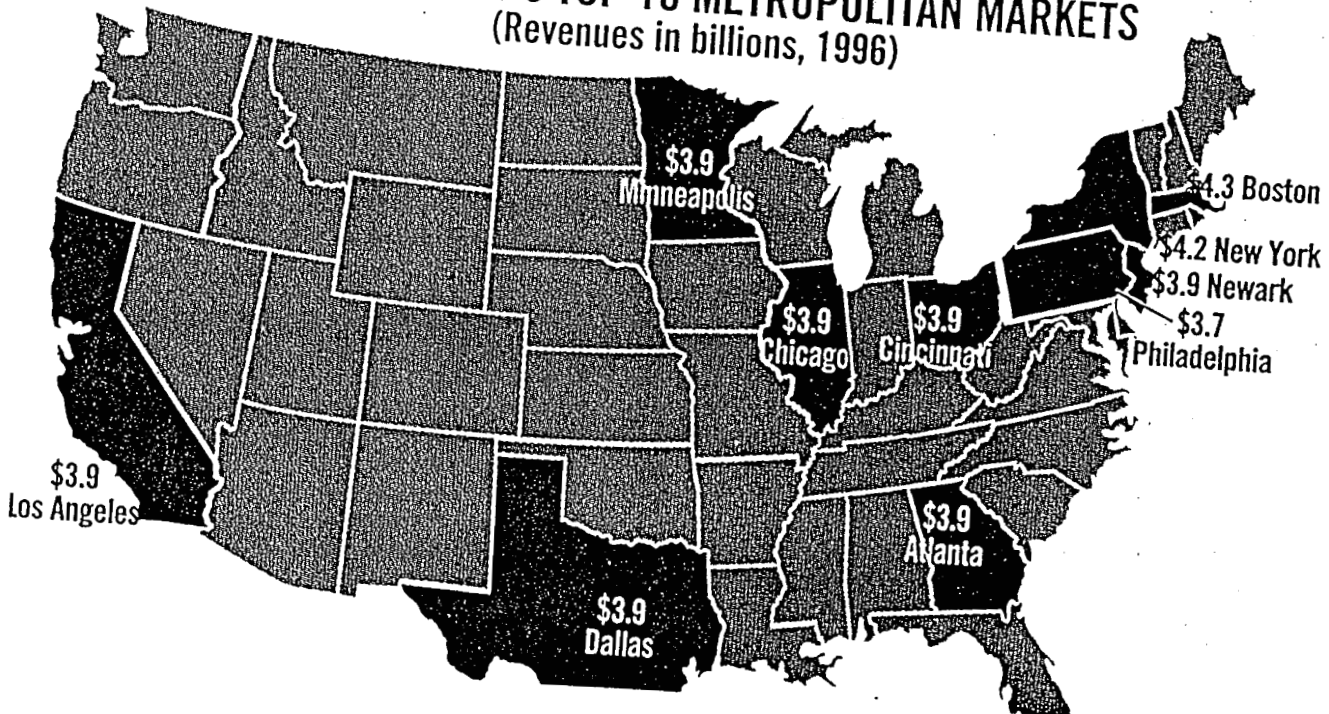 TOP 10 METROPOLITAN MARKETS
(Revenues in billions, 1996)
$3.9
Minneapolis
$4.3 Boston
$4.2 New York
$3.9 Newark
$3.7
Philadelphia
$3.9
Chicago
$3.9
Cincinnati
$3.9
Los Angeles
$3.9
Atlanta
$3.9
Dallas